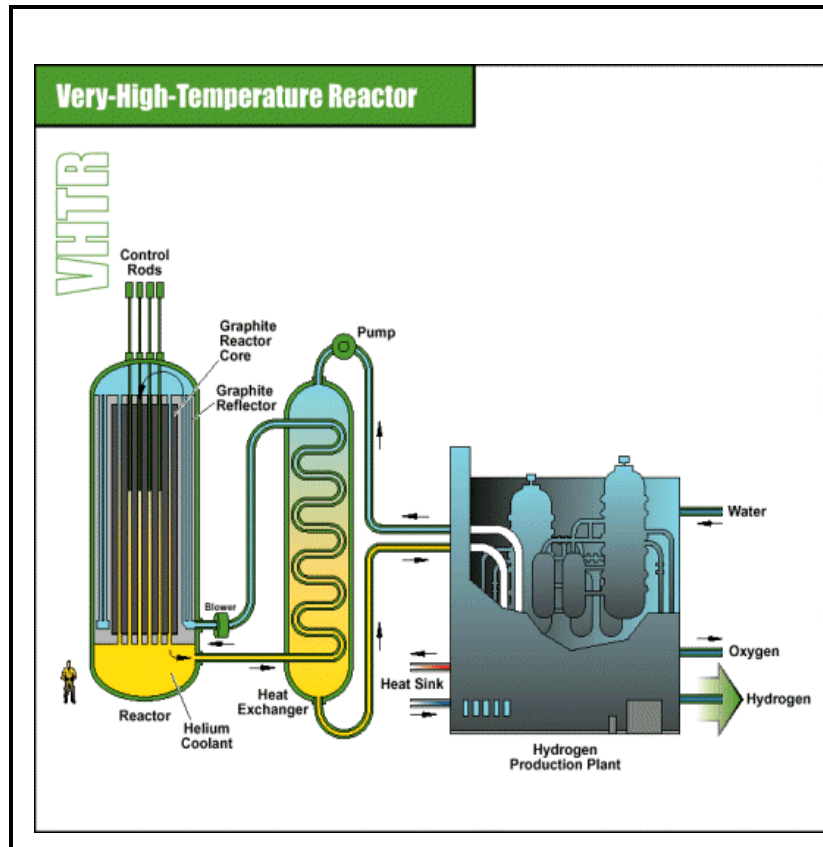 Very-High-Temperature Reactor
VHTR
Control
Rods
Graphite
Reactor
Core
Graphite
Reflector
Pump
Blower
Water
Oxygen
Heat Sink
Hydrogen
Heat
Exchanger
Reactor
Helium
Coolant
Hydrogen
Production Plant